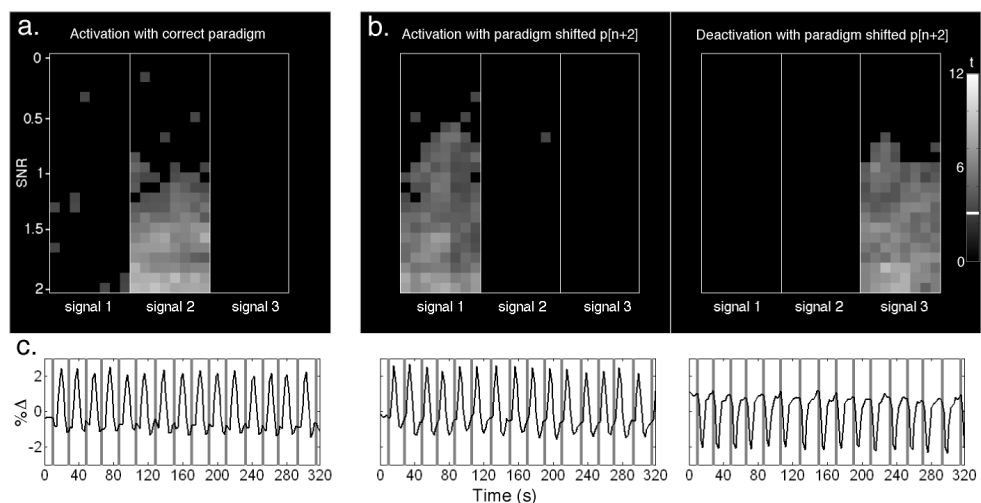 a.
Activation with correct paradigm
b.
Activation with paradigm shifted p[n+2]
Deactivation with paradigm shifted p[n+2]
t
0
0.5
1
1.5
2
SNR
12
6
0
signal 1
signal 2
signal 3
signal 1
signal 2
signal 3
signal 1
signal 2
signal 3
c.
2
0
-2
%Δ
0 40 80 120 160 200 240 280 320
0 40 80 120 160 200 240 280 320
0 40 80 120 160 200 240 280 320
Time (s)